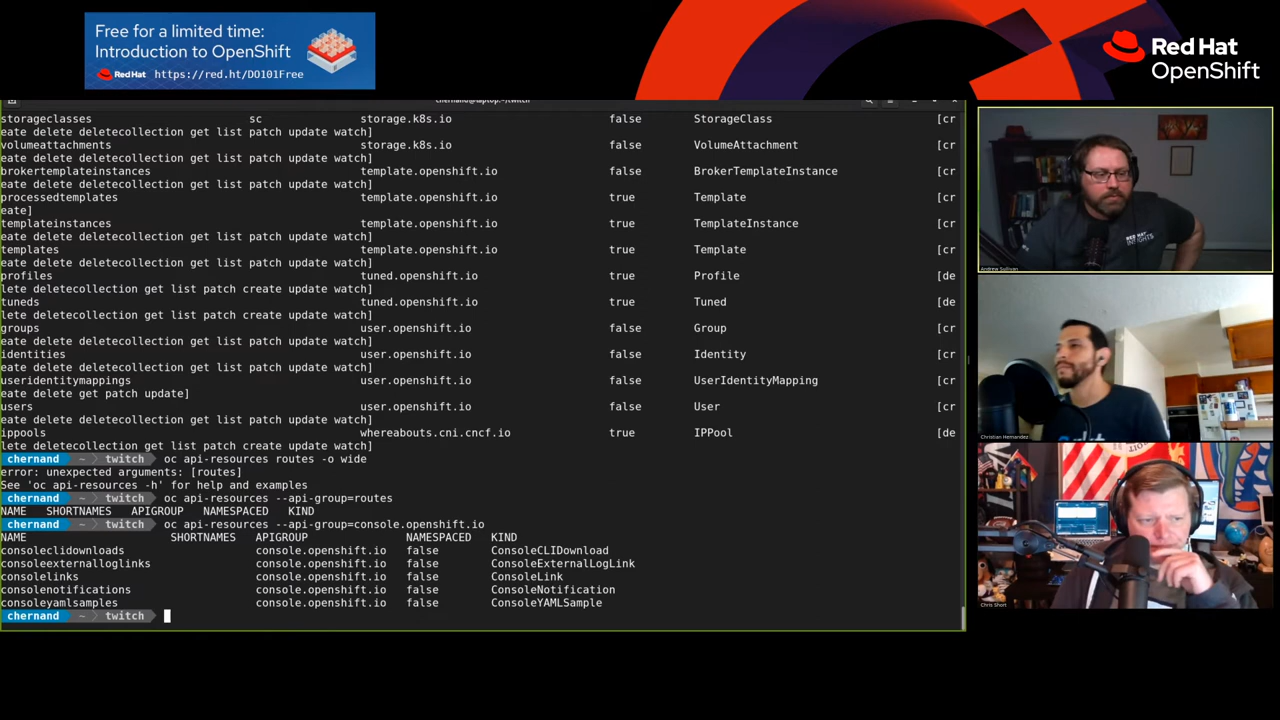 Free for a limited time:
Introduction to OpenShift
Red Hat https://red.ht/DO101Free
Red Hat
OpenShift
chernand@laptop:~/twitch
storageclasses sc storage.k8s.io false StorageClass [cr
eate delete deletecollection get list patch update watch]
volumeattachments storage.k8s.io false VolumeAttachment [cr
eate delete deletecollection get list patch update watch]
brokertemplateinstances template.openshift.io false BrokerTemplateInstance [cr
eate delete deletecollection get list patch update watch]
processedtemplates template.openshift.io true Template [cr
eate]
templateinstances template.openshift.io true TemplateInstance [cr
eate delete deletecollection get list patch update watch]
templates template.openshift.io true Template [cr
eate delete deletecollection get list patch update watch]
profiles tuned.openshift.io true Profile [de
lete deletecollection get list patch create update watch]
tuneds tuned.openshift.io true Tuned [de
lete deletecollection get list patch create update watch]
groups user.openshift.io false Group [cr
eate delete deletecollection get list patch update watch]
identities user.openshift.io false Identity [cr
eate delete deletecollection get list patch update watch]
useridentitymappings user.openshift.io false UserIdentityMapping [cr
eate delete get patch update]
users user.openshift.io false User [cr
eate delete deletecollection get list patch update watch]
ippools whereabouts.cni.cncf.io true IPPool [de
lete deletecollection get list patch create update watch]
chernand ~ twitch oc api-resources routes -o wide
error: unexpected arguments: [routes]
See 'oc api-resources -h' for help and examples
chernand ~ twitch oc api-resources --api-group=routes
NAME SHORTNAMES APIGROUP NAMESPACED KIND
chernand ~ twitch oc api-resources --api-group=console.openshift.io
NAME SHORTNAMES APIGROUP NAMESPACED KIND
consoleclidownloads console.openshift.io false ConsoleCLIDownload
consoleexternalloglinks console.openshift.io false ConsoleExternalLogLink
consolelinks console.openshift.io false ConsoleLink
consolenotifications console.openshift.io false ConsoleNotification
consoleyamlsamples console.openshift.io false ConsoleYAMLSample
chernand ~ twitch
RED HAT
INSIGHTS
Andrew Sullivan
Christian Hernandez
Chris Short